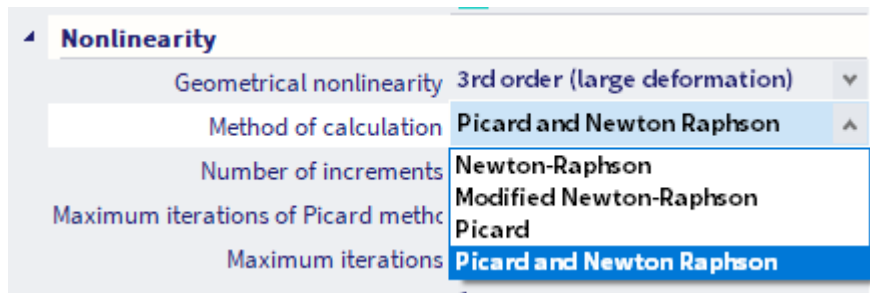 Nonlinearity
Geometrical nonlinearity 3rd order (large deformation)
Method of calculation Picard and Newton Raphson
Number of increments Newton-Raphson
Modified Newton-Raphson
Maximum iterations of Picard metho
Picard
Maximum iterations Picard and Newton Raphson